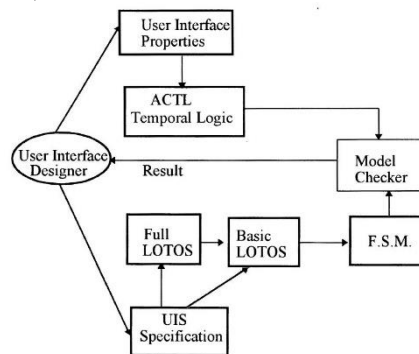 User Interface
Properties
ACTL
Temporal Logic
User Interface
Designer
Result
Model
Checker
Full
LOTOS
Basic
LOTOS
F.S.M.
UIS
Specification